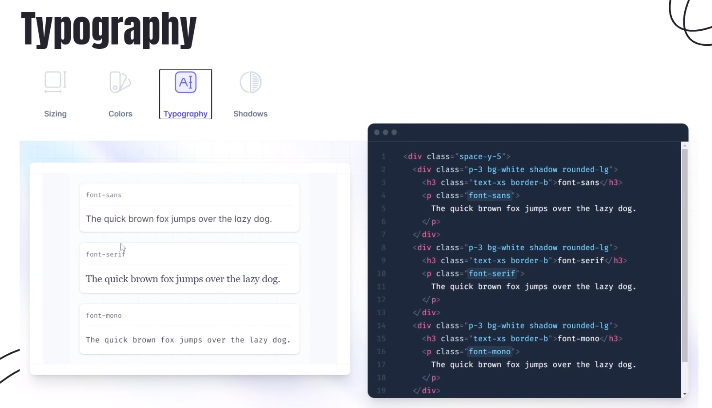 Typography
Sizing Colors Typography Shadows
font-sans
The quick brown fox jumps over the lazy dog.
font-serif
The quick brown fox jumps over the lazy dog.
font-mono
The quick brown fox jumps over the lazy dog.
1 <div class="space-y-5">
2 <div class="p-3 bg-white shadow rounded-lg">
3 <h3 class="text-xs border-b">font-sans</h3>
4 <p class="font-sans">
5 The quick brown fox jumps over the lazy dog.
6 </p>
7 </div>
8 <div class="p-3 bg-white shadow rounded-lg">
9 <h3 class="text-xs border-b">font-serif</h3>
10 <p class="font-serif">
11 The quick brown fox jumps over the lazy dog.
12 </p>
13 </div>
14 <div class="p-3 bg-white shadow rounded-lg">
15 <h3 class="text-xs border-b">font-mono</h3>
16 <p class="font-mono">
17 The quick brown fox jumps over the lazy dog.
18 </p>
19 </div>